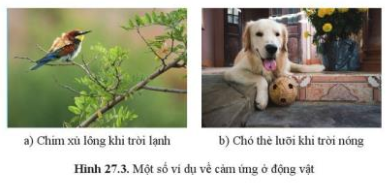 a) Chim xù lông khi trời lạnh
b) Chó thè lưỡi khi trời nóng
Hình 27.3. Một số ví dụ về cảm ứng ở động vật